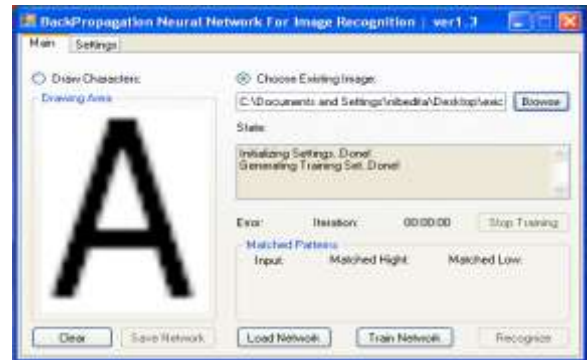 BackPropagation Neural Network For Image Recognition | ver1.3
Main Settings
Draw Characters:
Drawing Area
A
Clear
Save Network
Choose Existing Image:
C:\Documents and Settings\nibedita\Desktop\exic
Browse
State:
Initializing Settings..Done!
Generating Training Set..Done!
Error: Iteration: 00:00:00
Stop Training
Matched Patterns
Input: Matched Hight: Matched Low:
Load Network
Train Network
Recognize